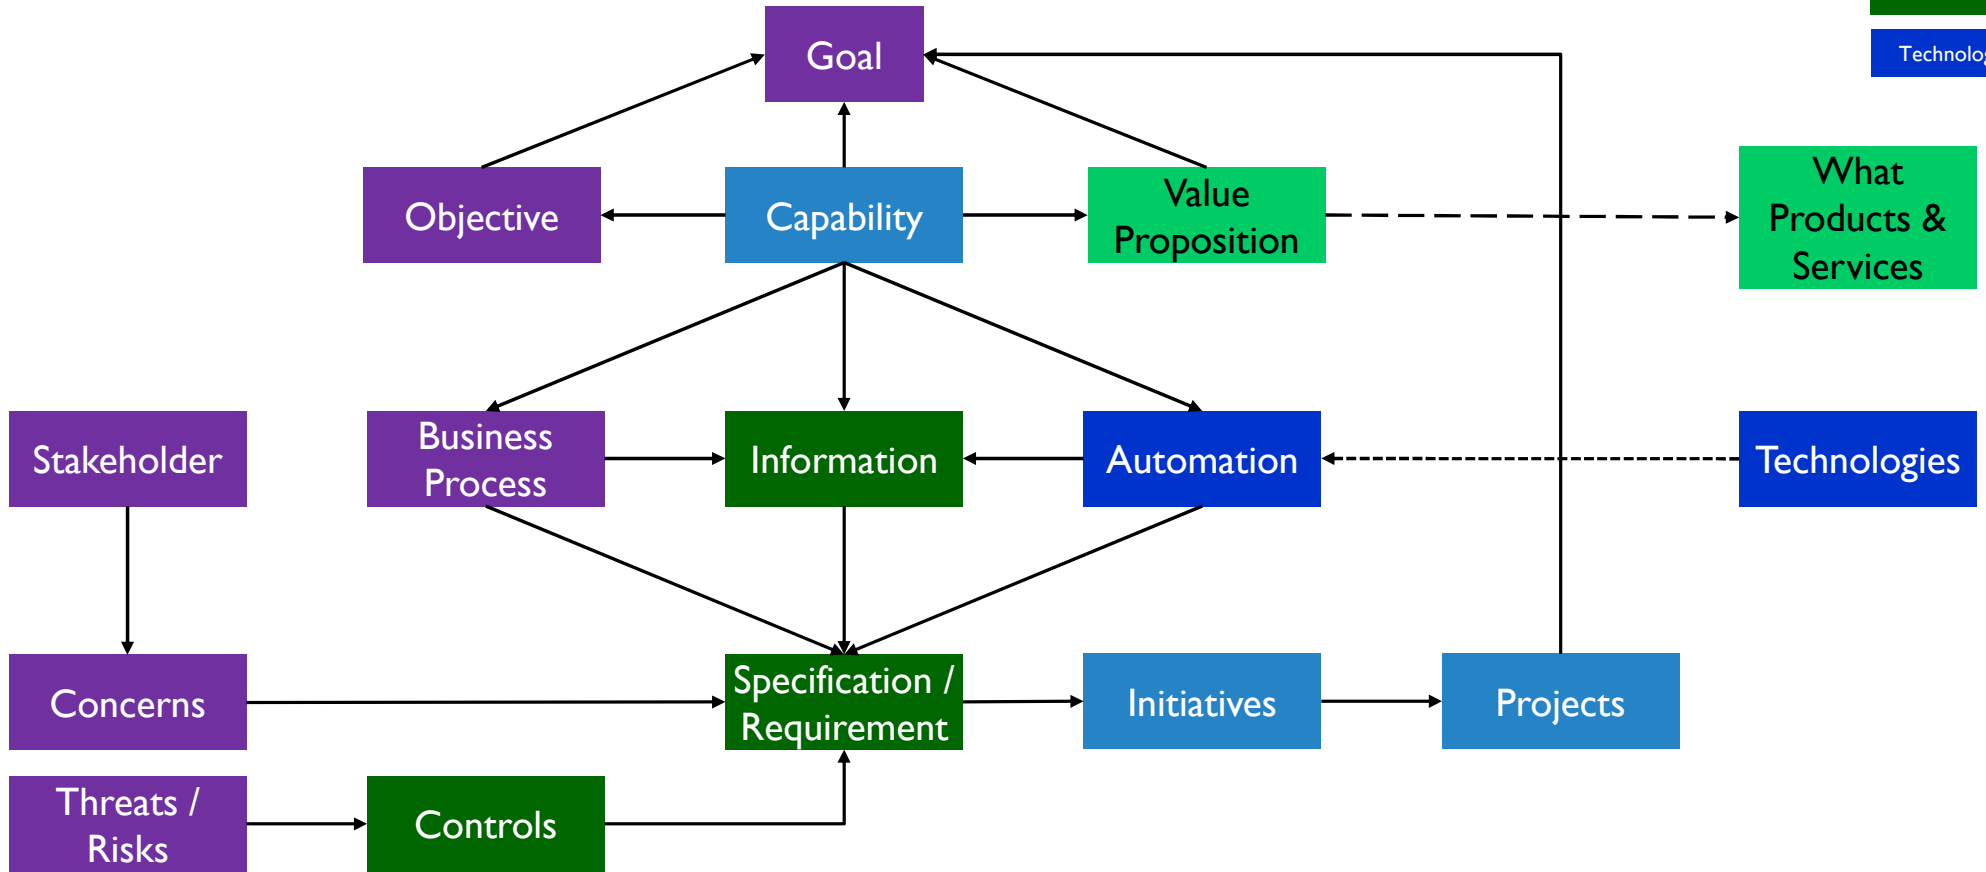 Goal
Objective
Capability
Value
Proposition
What
Products &
Services
Stakeholder
Business
Process
Information
Automation
Technologies
Concerns
Specification /
Requirement
Initiatives
Projects
Threats /
Risks
Controls